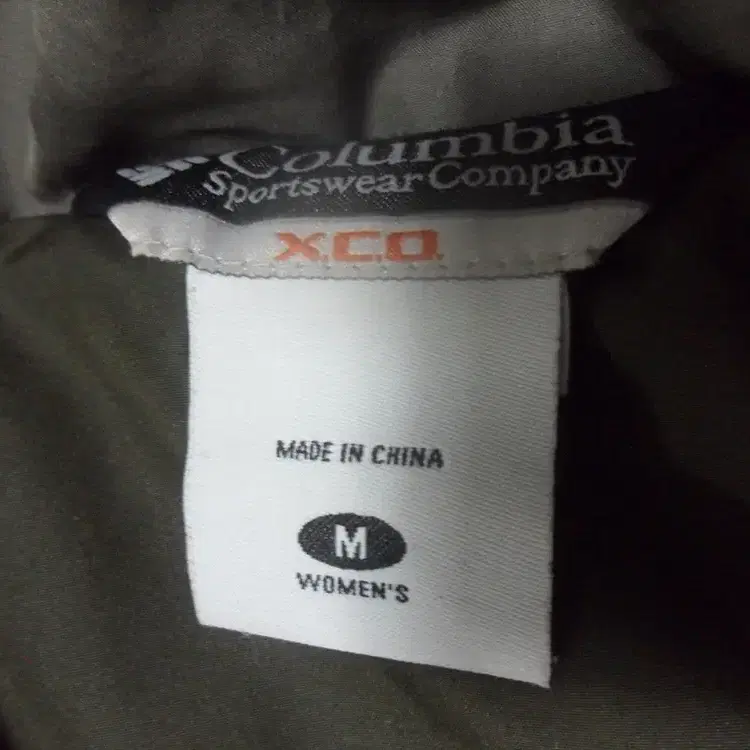 Columbia
Sportswear Company
X.C.O.
MADE IN CHINA
M
WOMEN'S